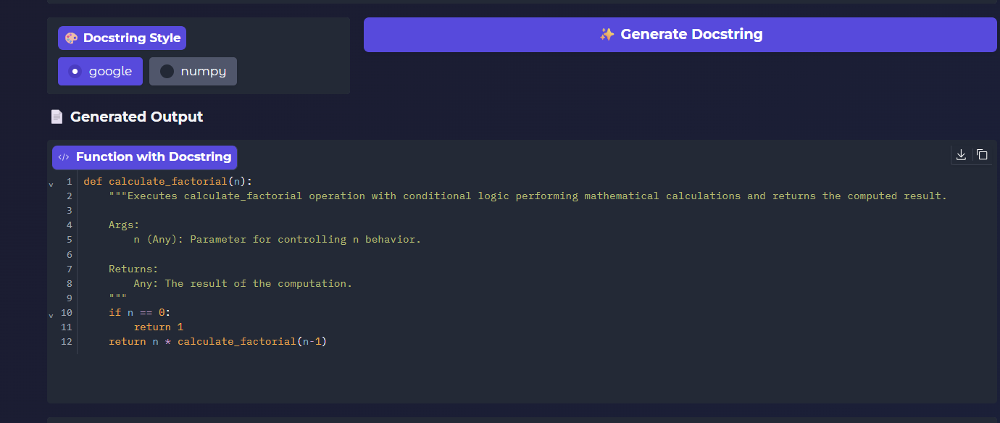 🎨 Docstring Style
google numpy
✨ Generate Docstring
📄 Generated Output
</> Function with Docstring
1 def calculate_factorial(n):
2     """Executes calculate_factorial operation with conditional logic performing mathematical calculations and returns the computed result.
3
4     Args:
5         n (Any): Parameter for controlling n behavior.
6
7     Returns:
8         Any: The result of the computation.
9     """
10     if n == 0:
11         return 1
12     return n * calculate_factorial(n-1)